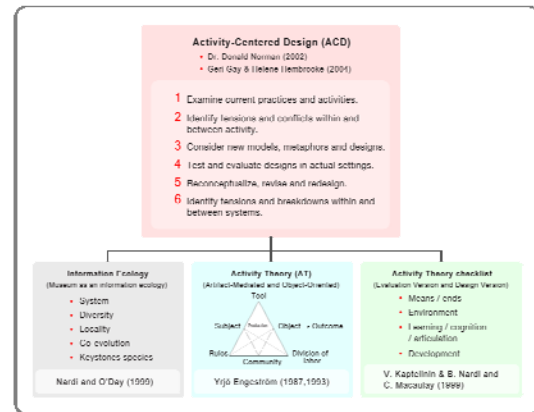 Activity-Centered Design (ACD)
• Dr. Donald Norman (2002)
• Geri Gay & Helene Hembrooke (2004)
1 Examine current practices and activities.
2 Identify tensions and conflicts within and
between activity.
3 Consider new models, metaphors and designs.
4 Test and evaluate designs in actual settings.
5 Reconceptualize, revise and redesign.
6 Identify tensions and breakdowns within and
between systems.
Information Ecology
(Museum as an information ecology)
• System
• Diversity
• Locality
• Co evolution
• Keystones species
Nardi and O'Day (1999)
Activity Theory (AT)
(Artifact-Mediated and Object-Oriented)
Tool
Subject
Production
Object
Outcome
Rules
Community
Division of
labor
Yrjö Engeström (1987,1993)
Activity Theory checklist
(Evaluation Version and Design Version)
• Means / ends
• Environment
• Learning / cognition
/ articulation
• Development
V. Kaptelinin & B. Nardi and
C. Macaulay (1999)